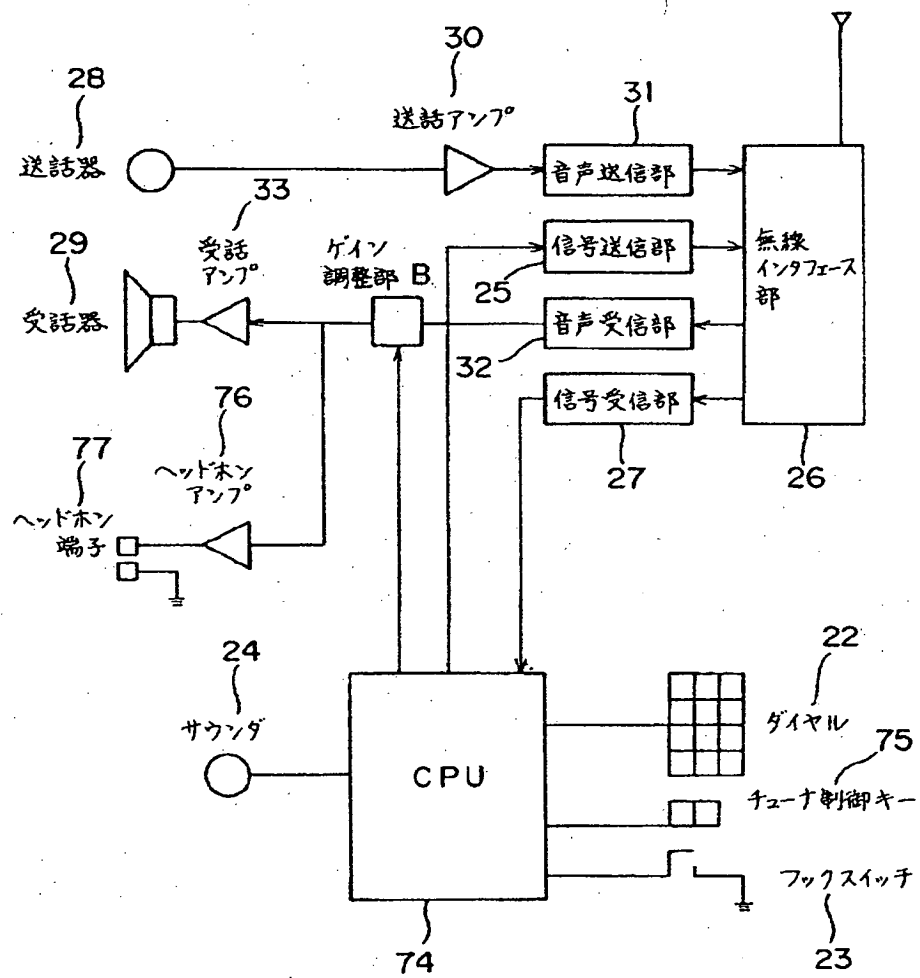 30
28
送話アンプ
31
送話器
音声送信部
33
29
受話
アンプ
ゲイン
調整部 B
信号送信部
無線
インタフェース
部
25
受話器
音声受信部
32
76
信号受信部
77
ヘッドホン
アンプ
27
26
ヘッドホン
端子
24
22
サウンダ
ダイヤル
75
CPU
チューナ制御キー
フックスイッチ
74
23